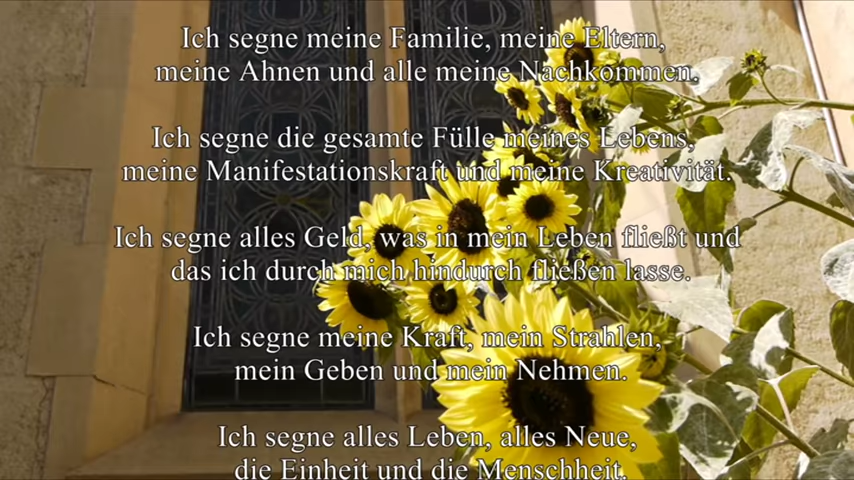 Ich segne meine Familie, meine Eltern,
meine Ahnen und alle meine Nachkommen.
Ich segne die gesamte Fülle meines Lebens,
meine Manifestationskraft und meine Kreativität.
Ich segne alles Geld, was in mein Leben fließt und
das ich durch mich hindurch fließen lasse.
Ich segne meine Kraft, mein Strahlen,
mein Geben und mein Nehmen.
Ich segne alles Leben, alles Neue,
die Einheit und die Menschheit.